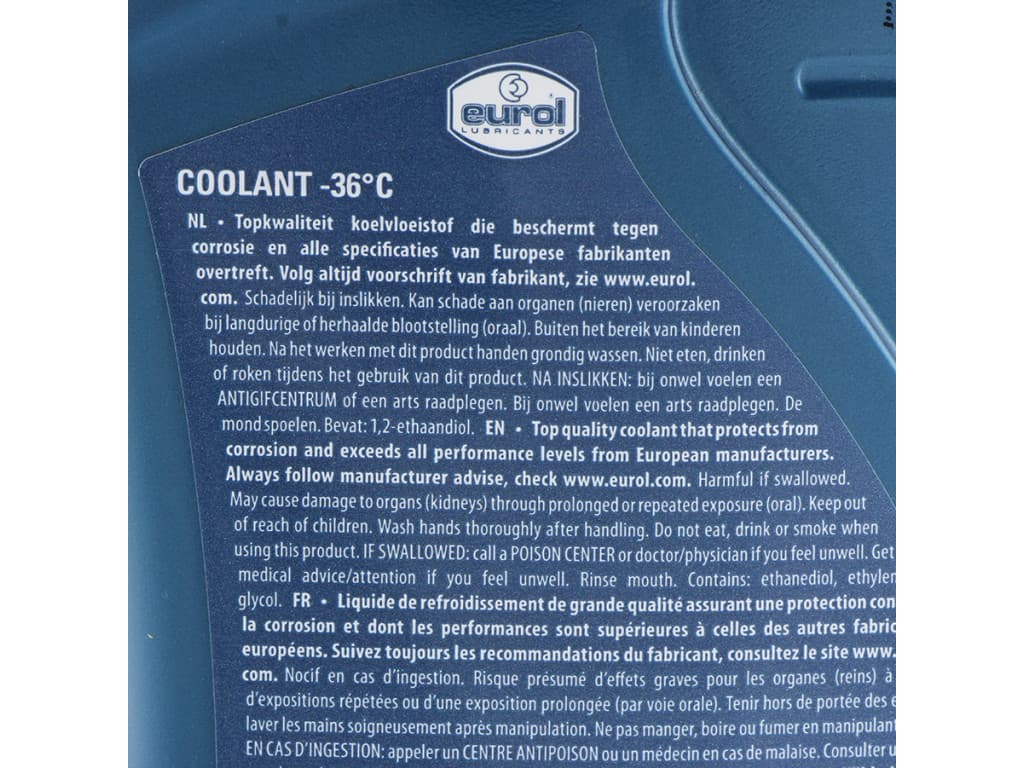 eurol
LUBRICANTS
COOLANT -36°C
NL • Topkwaliteit koelvloeistof die beschermt tegen
corrosie en alle specificaties van Europese fabrikanten
overtreft. Volg altijd voorschrift van fabrikant, zie www.eurol.
com. Schadelijk bij inslikken. Kan schade aan organen (nieren) veroorzaken
bij langdurige of herhaalde blootstelling (oraal). Buiten het bereik van kinderen
houden. Na het werken met dit product handen grondig wassen. Niet eten, drinken
of roken tijdens het gebruik van dit product. NA INSLIKKEN: bij onwel voelen een
ANTIGIFCENTRUM of een arts raadplegen. Bij onwel voelen een arts raadplegen. De
mond spoelen. Bevat: 1,2-ethaandiol. EN • Top quality coolant that protects from
corrosion and exceeds all performance levels from European manufacturers.
Always follow manufacturer advise, check www.eurol.com. Harmful if swallowed.
May cause damage to organs (kidneys) through prolonged or repeated exposure (oral). Keep out
of reach of children. Wash hands thoroughly after handling. Do not eat, drink or smoke when
using this product. IF SWALLOWED: call a POISON CENTER or doctor/physician if you feel unwell. Get
medical advice/attention if you feel unwell. Rinse mouth. Contains: ethanediol, ethylen
glycol. FR • Liquide de refroidissement de grande qualité assurant une protection con
la corrosion et dont les performances sont supérieures à celles des autres fabric
européens. Suivez toujours les recommandations du fabricant, consultez le site www.
com. Nocif en cas d'ingestion. Risque présumé d'effets graves pour les organes (reins) à
d'expositions répétées ou d'une exposition prolongée (par voie orale). Tenir hors de portée des e
laver les mains soigneusement après manipulation. Ne pas manger, boire ou fumer en manipulant
EN CAS D'INGESTION: appeler un CENTRE ANTIPOISON ou un médecin en cas de malaise. Consulter u